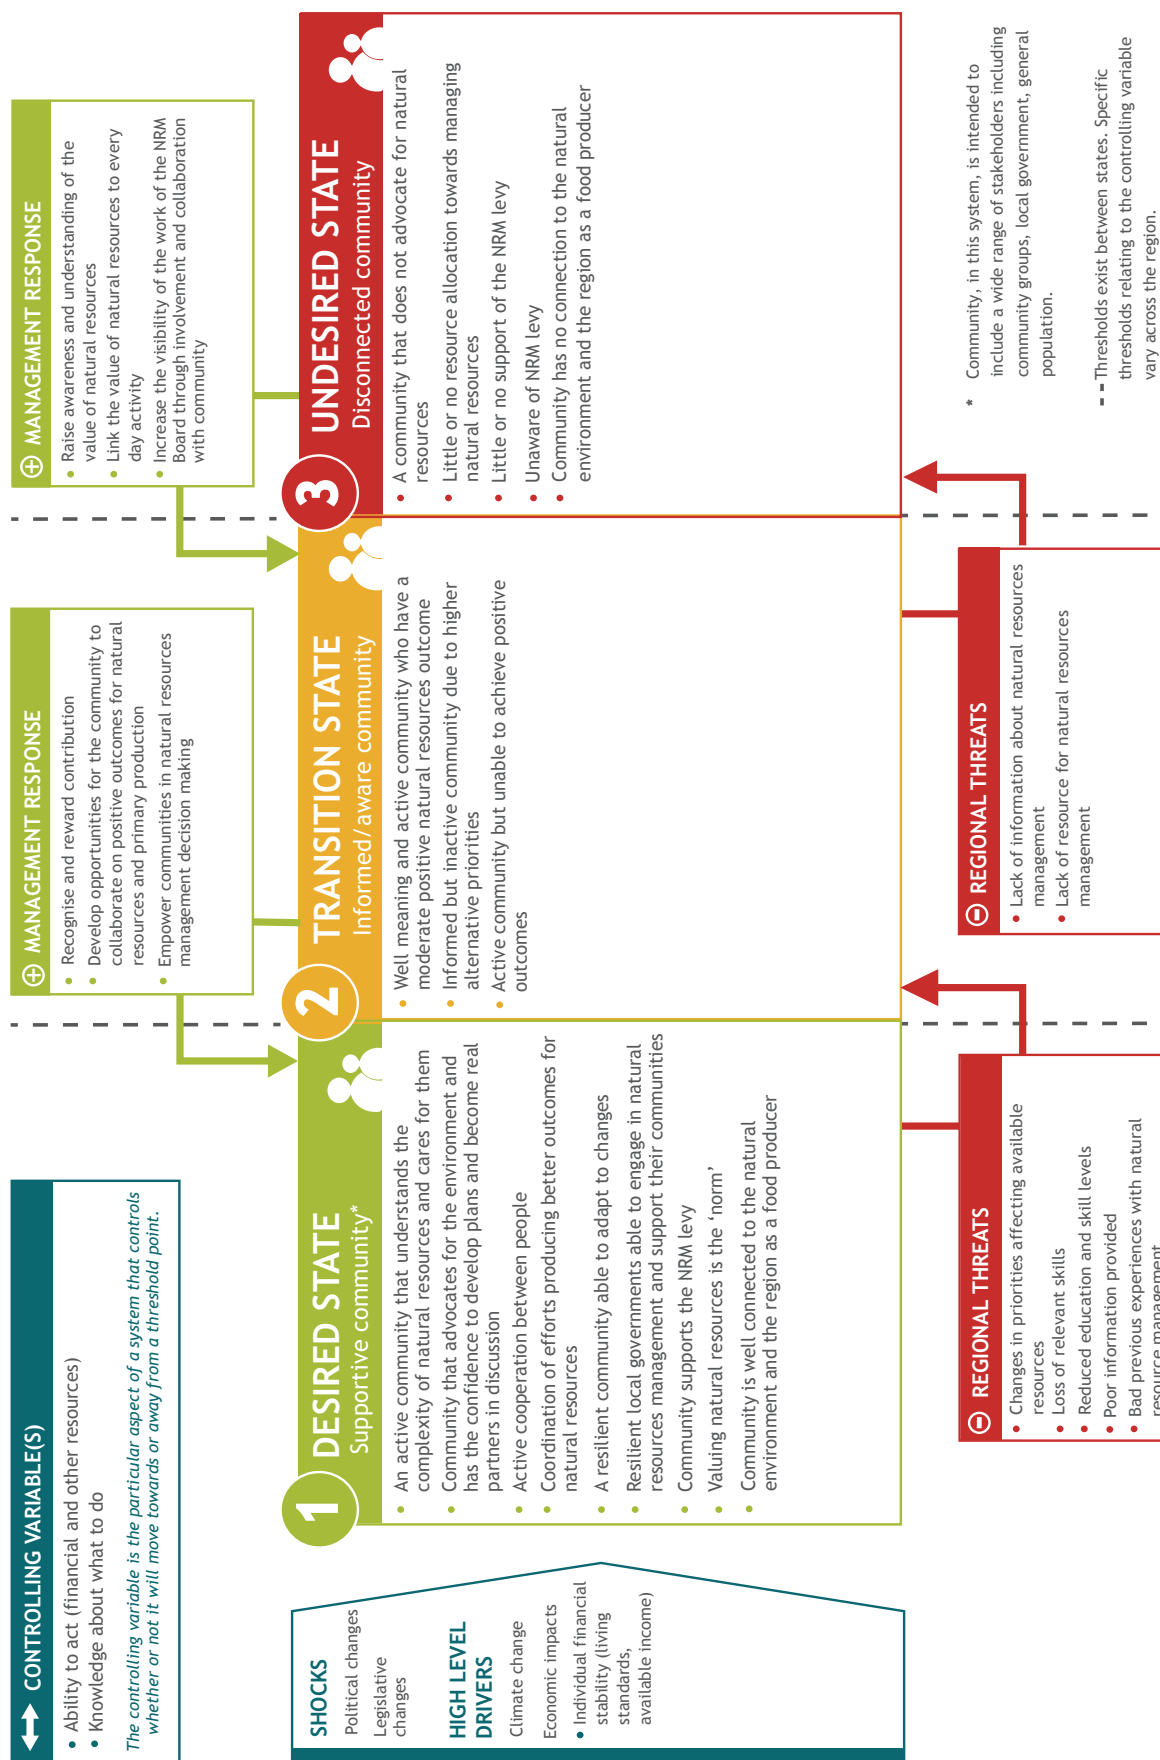 CONTROLLING VARIABLE(S)
• Ability to act (financial and other resources)
• Knowledge about what to do
The controlling variable is the particular aspect of a system that controls
whether or not it will move towards or away from a threshold point.
MANAGEMENT RESPONSE
• Recognise and reward contribution
• Develop opportunities for the community to
collaborate on positive outcomes for natural
resources and primary production
• Empower communities in natural resources
management decision making
MANAGEMENT RESPONSE
• Raise awareness and understanding of the
value of natural resources
• Link the value of natural resources to every
day activity
• Increase the visibility of the work of the NRM
Board through involvement and collaboration
with community
SHOCKS
Political changes
Legislative
changes
HIGH LEVEL
DRIVERS
Climate change
Economic impacts
• Individual financial
stability (living
standards,
available income)
1 DESIRED STATE
Supportive community*
• An active community that understands the
complexity of natural resources and cares for them
• Community that advocates for the environment and
has the confidence to develop plans and become real
partners in discussion
• Active cooperation between people
• Coordination of efforts producing better outcomes for
natural resources
• A resilient community able to adapt to changes
• Resilient local governments able to engage in natural
resources management and support their communities
• Community supports the NRM levy
• Valuing natural resources is the ‘norm’
• Community is well connected to the natural
environment and the region as a food producer
2 TRANSITION STATE
Informed/aware community
• Well meaning and active community who have a
moderate positive natural resources outcome
• Informed but inactive community due to higher
alternative priorities
• Active community but unable to achieve positive
outcomes
3 UNDESIRED STATE
Disconnected community
• A community that does not advocate for natural
resources
• Little or no resource allocation towards managing
natural resources
• Little or no support of the NRM levy
• Unaware of NRM levy
• Community has no connection to the natural
environment and the region as a food producer
REGIONAL THREATS
• Changes in priorities affecting available
resources
• Loss of relevant skills
• Reduced education and skill levels
• Poor information provided
• Bad previous experiences with natural
resource management
REGIONAL THREATS
• Lack of information about natural resources
management
• Lack of resource for natural resources
management
* Community, in this system, is intended to
include a wide range of stakeholders including
community groups, local government, general
population.
-- Thresholds exist between states. Specific
thresholds relating to the controlling variable
vary across the region.